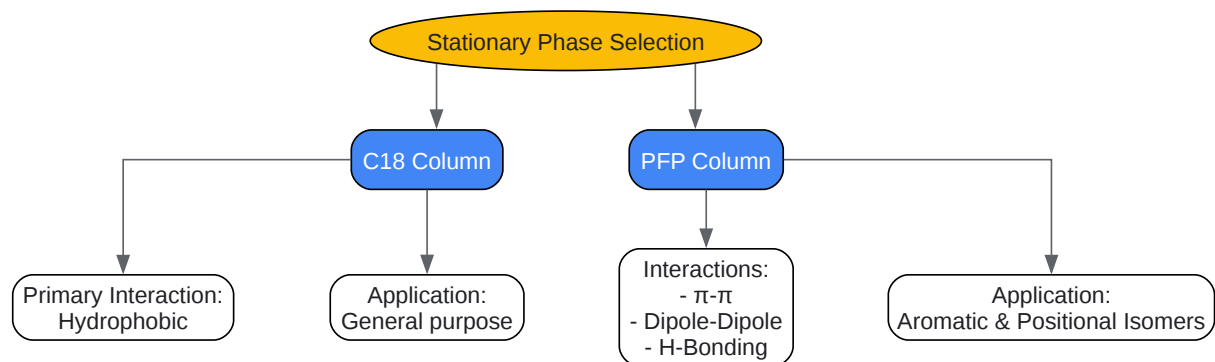 Stationary Phase Selection
C18 Column
PFP Column
Primary Interaction:
Hydrophobic
Application:
General purpose
Interactions:
- π-π
- Dipole-Dipole
- H-Bonding
Application:
Aromatic & Positional Isomers